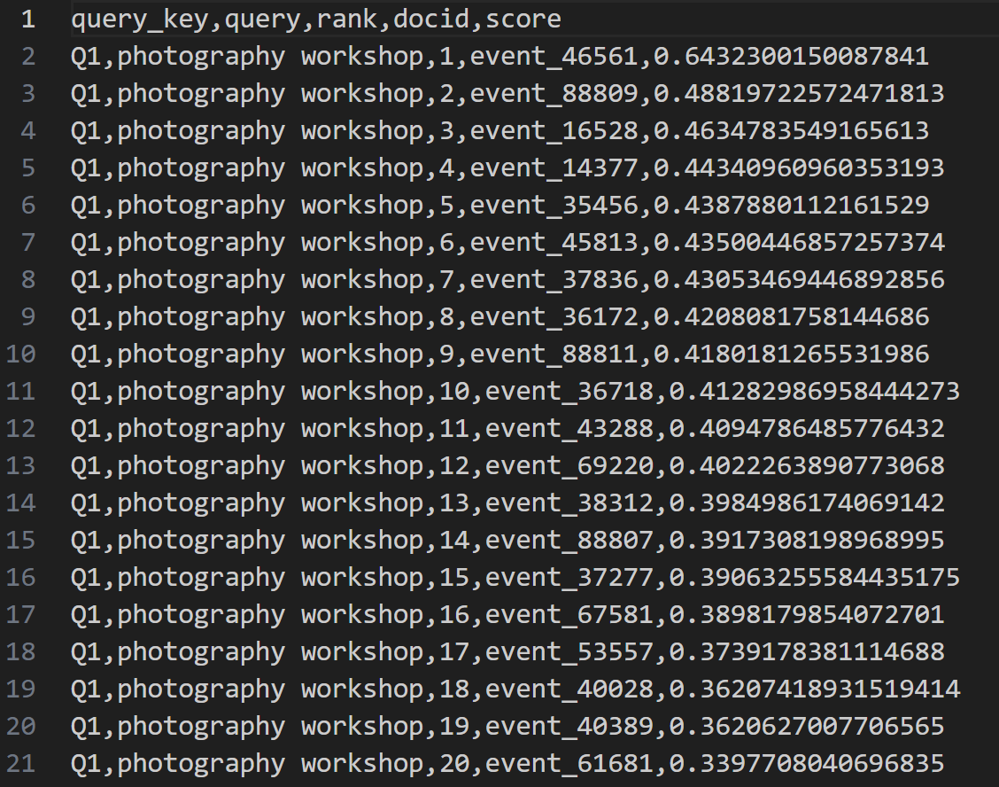 1 query_key,query,rank,docid,score
2 Q1,photography workshop,1,event_46561,0.6432300150087841
3 Q1,photography workshop,2,event_88809,0.48819722572471813
4 Q1,photography workshop,3,event_16528,0.4634783549165613
5 Q1,photography workshop,4,event_14377,0.44340960960353193
6 Q1,photography workshop,5,event_35456,0.4387880112161529
7 Q1,photography workshop,6,event_45813,0.43500446857257374
8 Q1,photography workshop,7,event_37836,0.43053469446892856
9 Q1,photography workshop,8,event_36172,0.4208081758144686
10 Q1,photography workshop,9,event_88811,0.4180181265531986
11 Q1,photography workshop,10,event_36718,0.41282986958444273
12 Q1,photography workshop,11,event_43288,0.4094786485776432
13 Q1,photography workshop,12,event_69220,0.4022263890773068
14 Q1,photography workshop,13,event_38312,0.3984986174069142
15 Q1,photography workshop,14,event_88807,0.3917308198968995
16 Q1,photography workshop,15,event_37277,0.39063255584435175
17 Q1,photography workshop,16,event_67581,0.3898179854072701
18 Q1,photography workshop,17,event_53557,0.3739178381114688
19 Q1,photography workshop,18,event_40028,0.36207418931519414
20 Q1,photography workshop,19,event_40389,0.3620627007706565
21 Q1,photography workshop,20,event_61681,0.3397708040696835